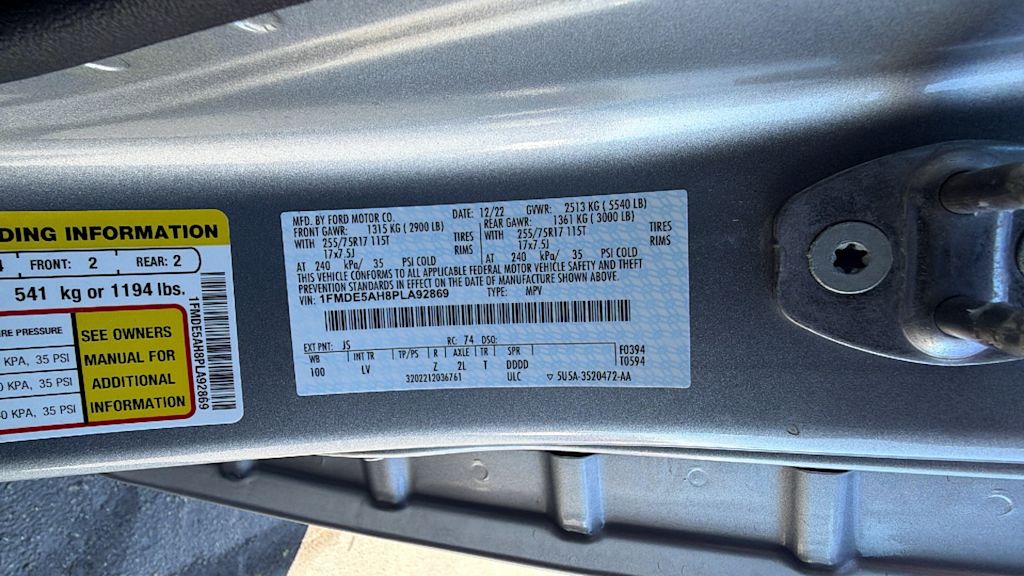 DING INFORMATION
4 FRONT: 2 REAR: 2
541 kg or 1194 lbs.
RE PRESSURE
KPA, 35 PSI
0 KPA, 35 PSI
40 KPA, 35 PSI
SEE OWNERS
MANUAL FOR
ADDITIONAL
INFORMATION
1FMDE5AH8PLA92869
MFD. BY FORD MOTOR CO. DATE: 12/22 GVWR: 2513 KG ( 5540 LB)
FRONT GAWR: 1315 KG ( 2900 LB) REAR GAWR: 1361 KG ( 3000 LB)
WITH 255/75R17 115T TIRES WITH 255/75R17 115T TIRES
17x7.5J RIMS 17x7.5J RIMS
AT 240 kPa/ 35 PSI COLD AT 240 kPa/ 35 PSI COLD
THIS VEHICLE CONFORMS TO ALL APPLICABLE FEDERAL MOTOR VEHICLE SAFETY AND THEFT
PREVENTION STANDARDS IN EFFECT ON THE DATE OF MANUFACTURE SHOWN ABOVE.
VIN: 1FMDE5AH8PLA92869 TYPE: MPV
EXT PNT: JS RC: 74 DSO: F0394
WB INT TR TP/PS R AXLE TR SPR T0594
100 LV Z 2L T DDDD
3202212036761 ULC ▽ 5U5A-3520472-AA